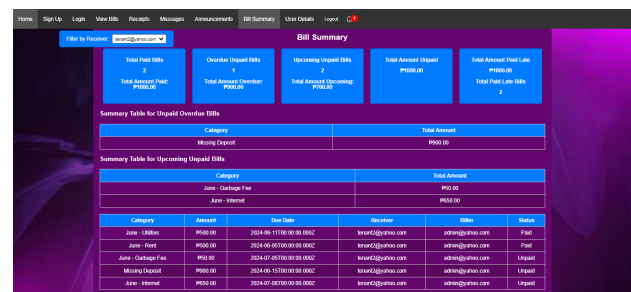 Home Sign Up Login View Bills Receipts Messages Announcements Bill Summary User Details Logout
Filter by Receiver: tenant2@yahoo.com
Bill Summary
Total Paid Bills
2
Total Amount Paid:
₱1000.00
Overdue Unpaid Bills
1
Total Amount Overdue:
₱900.00
Upcoming Unpaid Bills
2
Total Amount Upcoming:
₱700.00
Total Amount Unpaid
₱1600.00
Total Amount Paid Late
₱1000.00
Total Paid Late Bills
2
Summary Table for Unpaid Overdue Bills
Category Total Amount
Missing Deposit ₱900.00
Summary Table for Upcoming Unpaid Bills
Category Total Amount
June - Garbage Fee ₱50.00
June - Internet ₱650.00
Category Amount Due Date Receiver Biller Status
June - Utilities ₱500.00 2024-06-11T00:00:00.000Z tenant2@yahoo.com admin@yahoo.com Paid
June - Rent ₱500.00 2024-06-05T00:00:00.000Z tenant2@yahoo.com admin@yahoo.com Paid
June - Garbage Fee ₱50.00 2024-07-05T00:00:00.000Z tenant2@yahoo.com admin@yahoo.com Unpaid
Missing Deposit ₱900.00 2024-06-15T00:00:00.000Z tenant2@yahoo.com admin@yahoo.com Unpaid
June - Internet ₱650.00 2024-07-06T00:00:00.000Z tenant2@yahoo.com admin@yahoo.com Unpaid